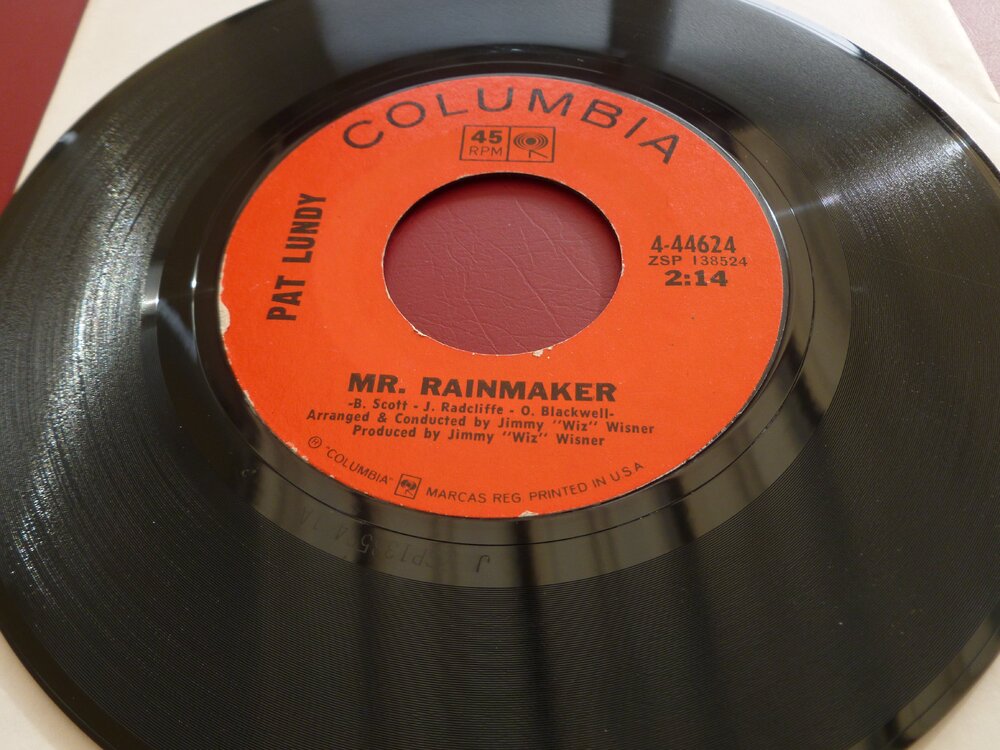 COLUMBIA
45
RPM
PAT LUNDY
4-44624
ZSP 138524
2:14
MR. RAINMAKER
-B. Scott - J. Radcliffe - O. Blackwell-
Arranged & Conducted by Jimmy "Wiz" Wisner
Produced by Jimmy "Wiz" Wisner
Ⓟ "COLUMBIA" MARCAS REG. PRINTED IN U.S.A
J